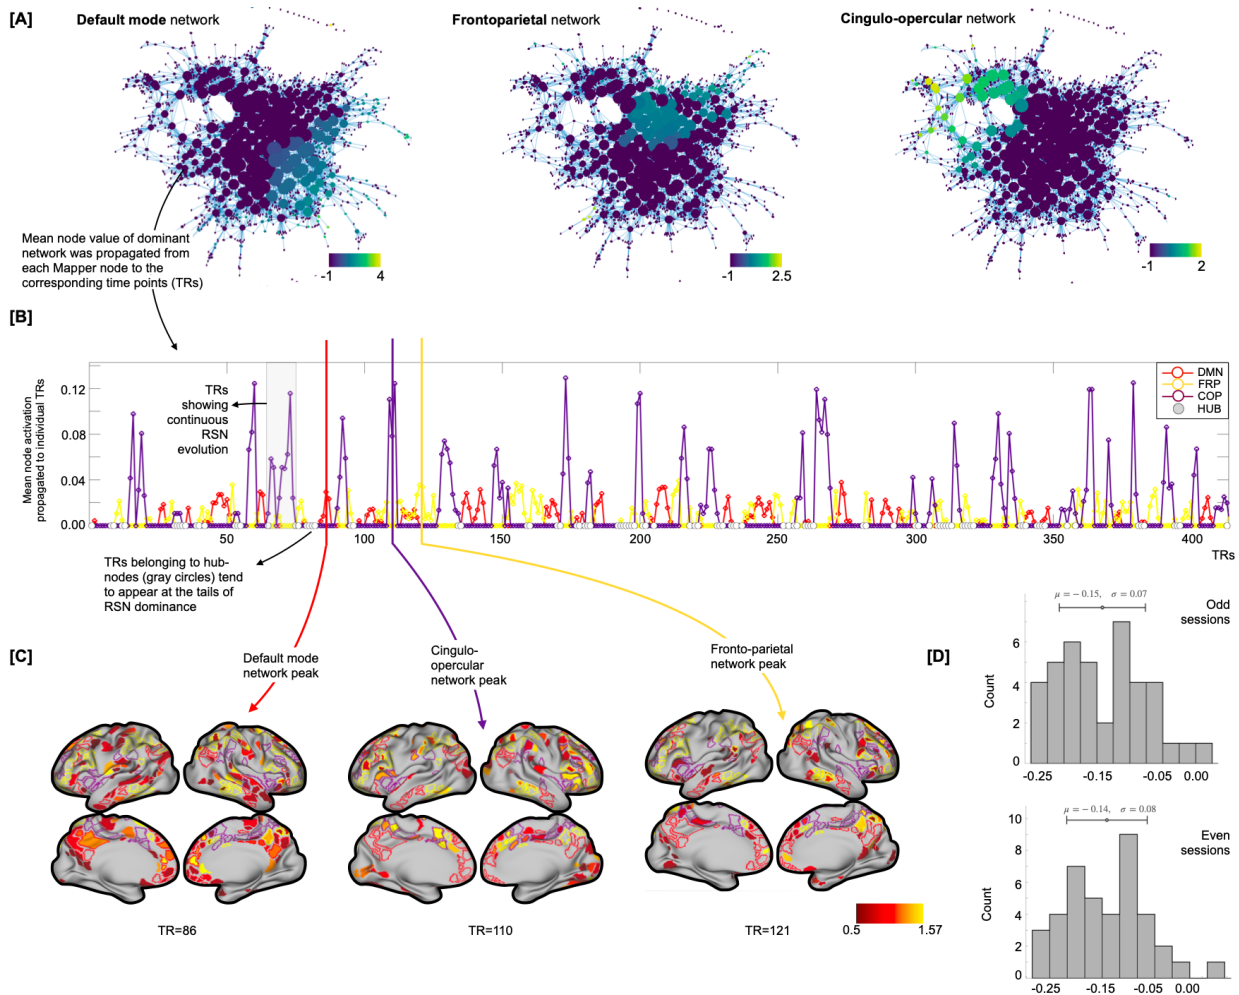 [A]
Default mode network
Frontoparietal network
Cingulo-opercular network
Mean node value of dominant
network was propagated from
each Mapper node to the
corresponding time points (TRs)
-1 4
-1 2.5
-1 2
[B]
Mean node activation
propagated to individual TRs
0.12
0.08
0.04
0.00
TRs
showing
continuous
RSN
evolution
DMN
FRP
COP
HUB
50 100 150 200 250 300 350 400
TRs
TRs belonging to hub-
nodes (gray circles) tend
to appear at the tails of
RSN dominance
[C]
Default mode
network peak
Cingulo-
opercular
network peak
Fronto-parietal
network peak
TR=86
TR=110
TR=121
0.5 1.57
[D]
μ = − 0.15, σ = 0.07
Odd
sessions
Count
6
4
2
0
-0.25 -0.15 -0.05 0.00
μ = − 0.14, σ = 0.08
Even
sessions
Count
10
8
6
4
2
0
-0.25 -0.15 -0.05 0.00